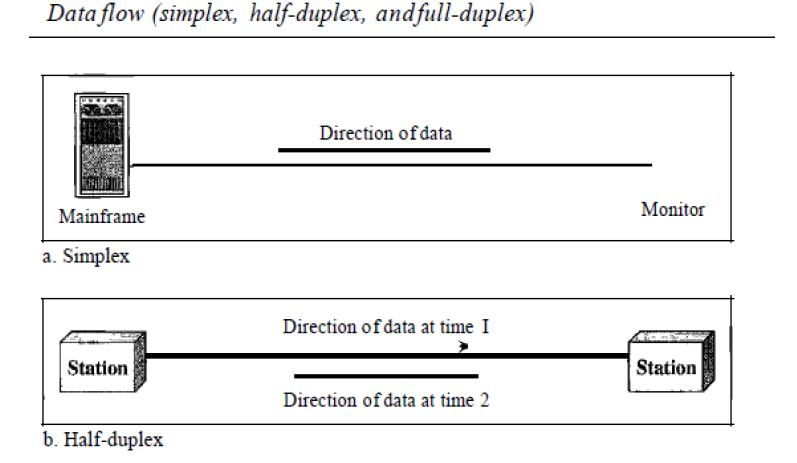 Data flow (simplex, half-duplex, and full-duplex)
Direction of data
Mainframe
Monitor
a. Simplex
Direction of data at time I
Station
Station
Direction of data at time 2
b. Half-duplex